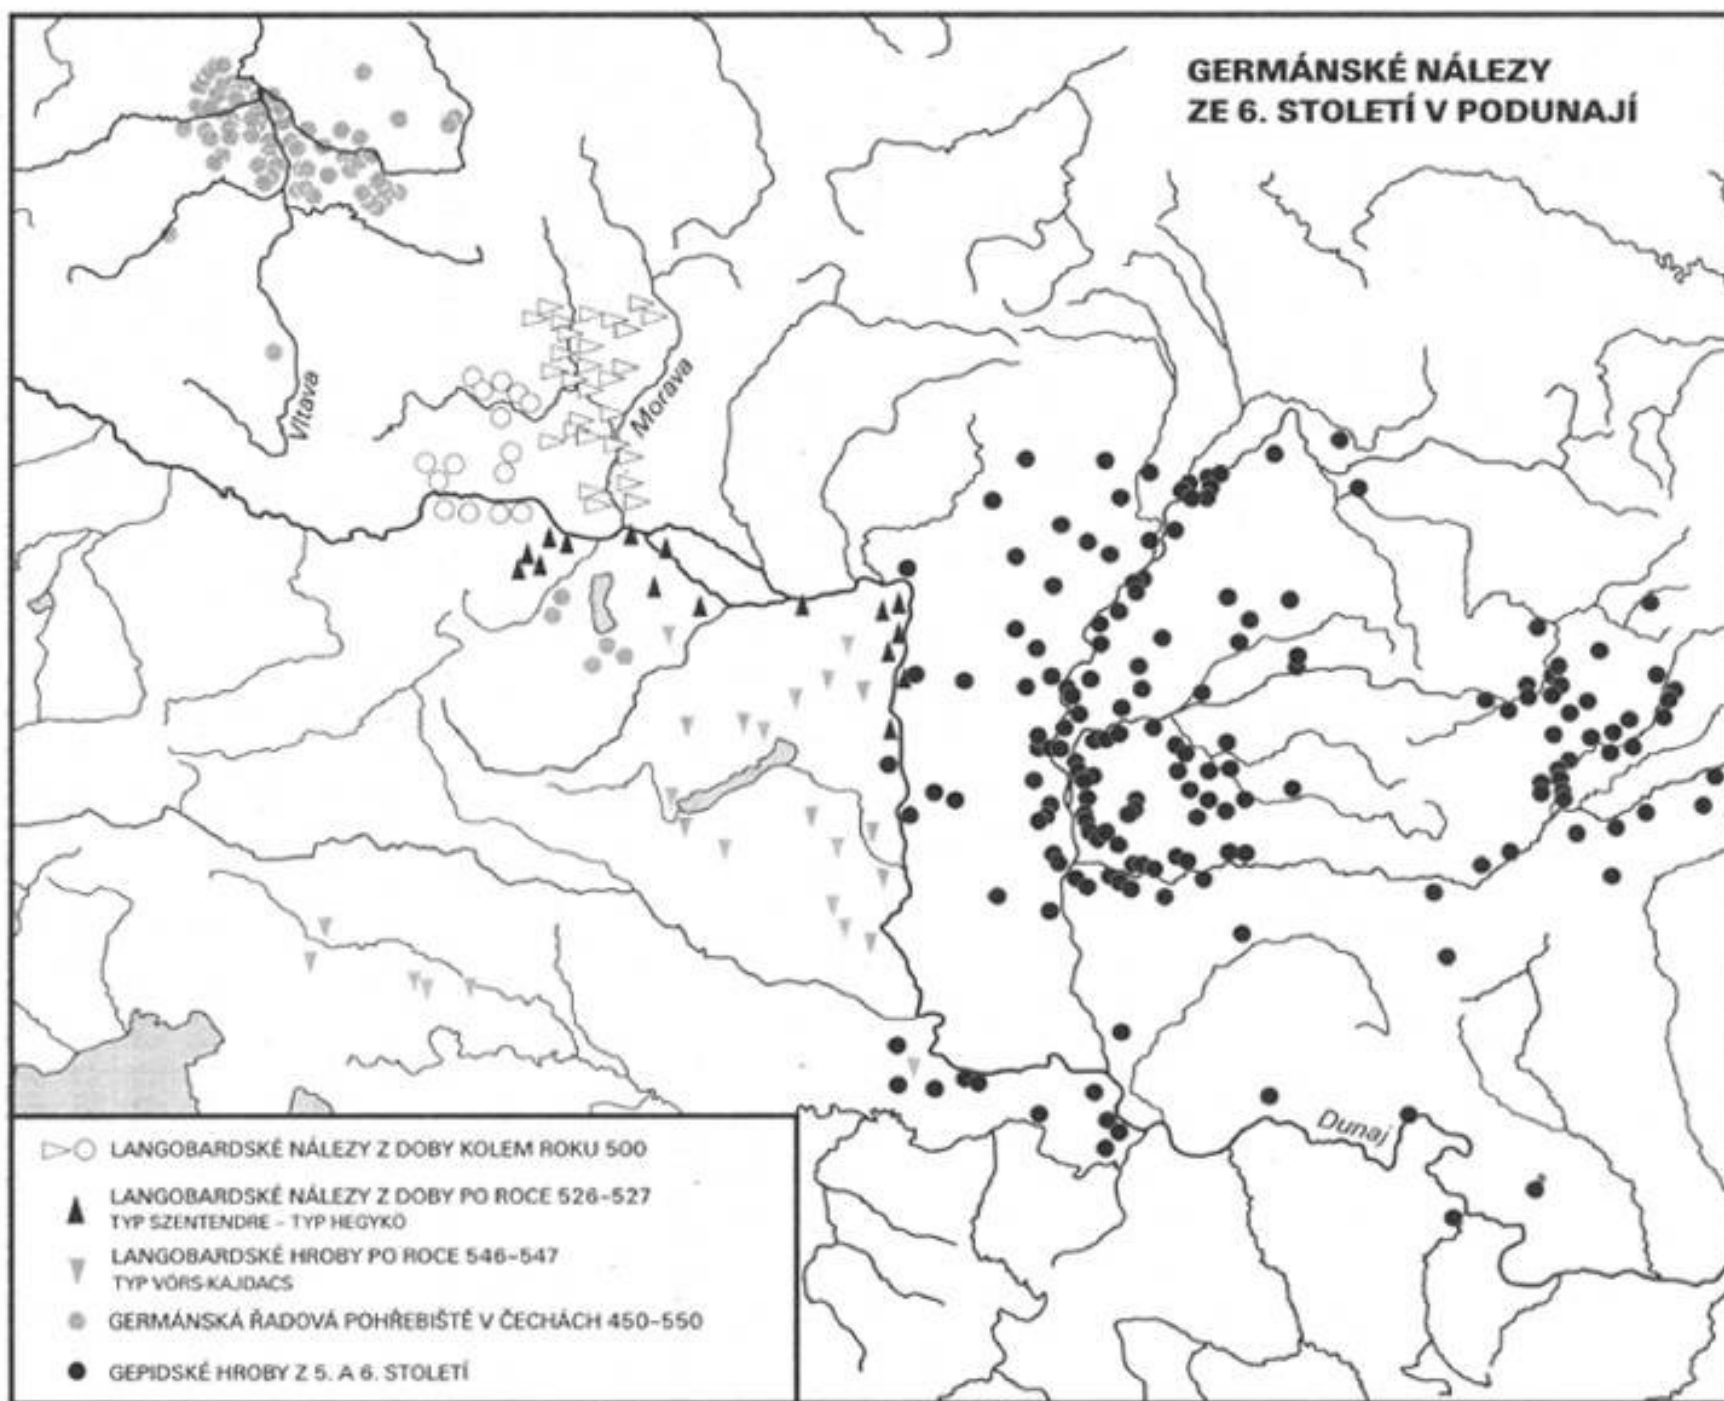 GERMÁNSKÉ NÁLEZY
ZE 6. STOLETÍ V PODUNAJÍ
Vltava
Morava
Dunaj
LANGOBARDSKÉ NÁLEZY Z DOBY KOLEM ROKU 500
LANGOBARDSKÉ NÁLEZY Z DOBY PO ROCE 526–527
TYP SZENTENDRE – TYP HEGYKÖ
LANGOBARDSKÉ HROBY PO ROCE 546–547
TYP VÖRS-KAJDACS
GERMÁNSKÁ ŘADOVÁ POHŘEBIŠTĚ V ČECHÁCH 450–550
GEPIDSKÉ HROBY Z 5. A 6. STOLETÍ